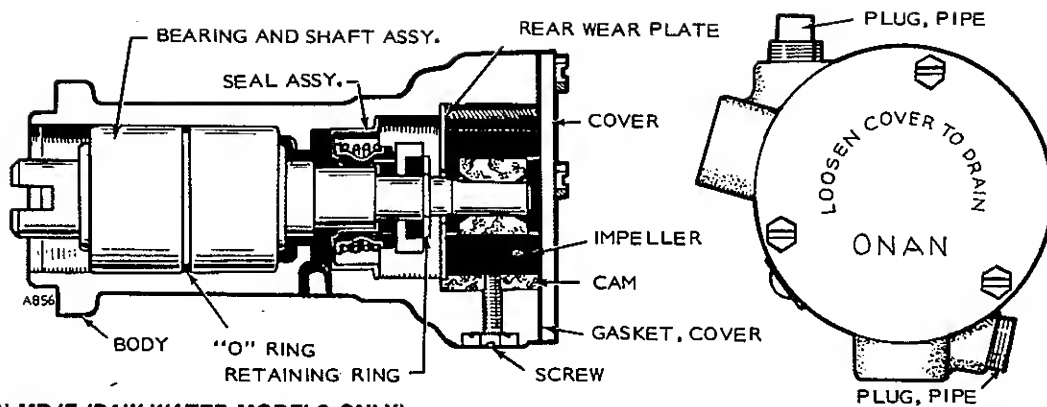 BEARING AND SHAFT ASSY.
SEAL ASSY.
REAR WEAR PLATE
COVER
IMPELLER
CAM
GASKET, COVER
SCREW
RETAINING RING
"O" RING
BODY
A856
PLUG, PIPE
LOOSEN COVER TO DRAIN
ONAN
PLUG, PIPE